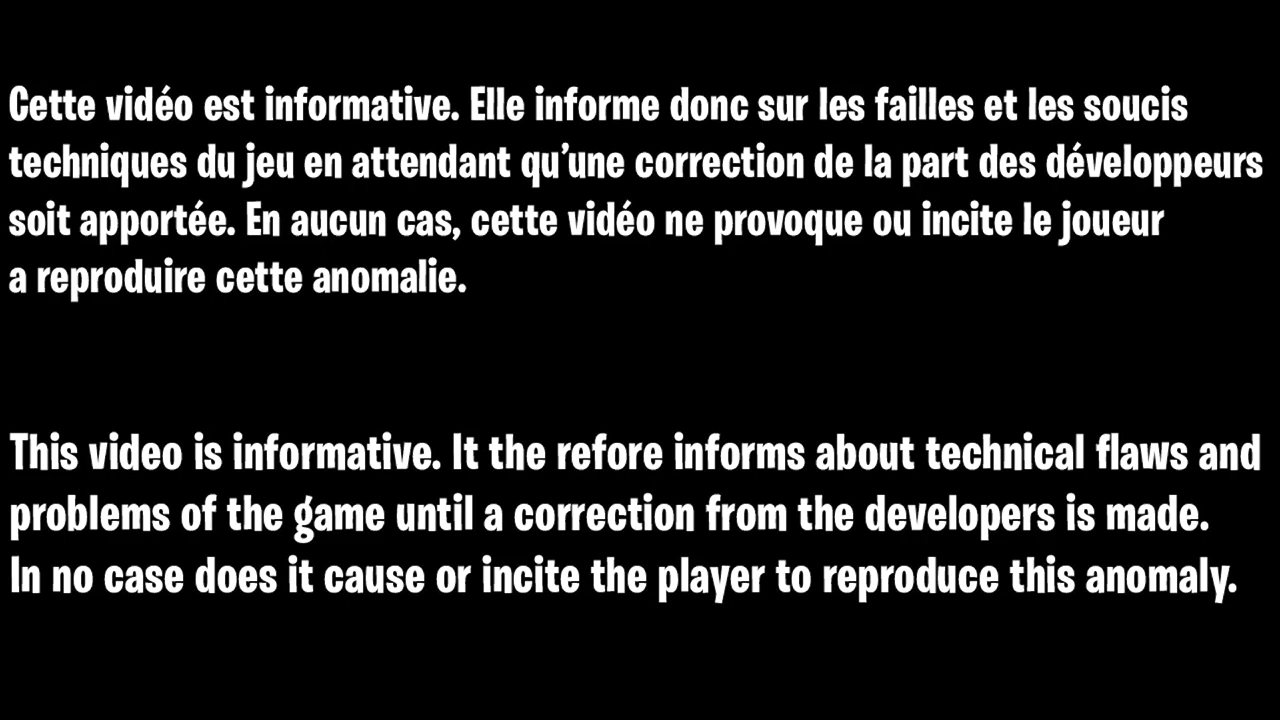 Cette vidéo est informative. Elle informe donc sur les failles et les soucis
techniques du jeu en attendant qu’une correction de la part des développeurs
soit apportée. En aucun cas, cette vidéo ne provoque ou incite le joueur
a reproduire cette anomalie.
This video is informative. It the refore informs about technical flaws and
problems of the game until a correction from the developers is made.
In no case does it cause or incite the player to reproduce this anomaly.